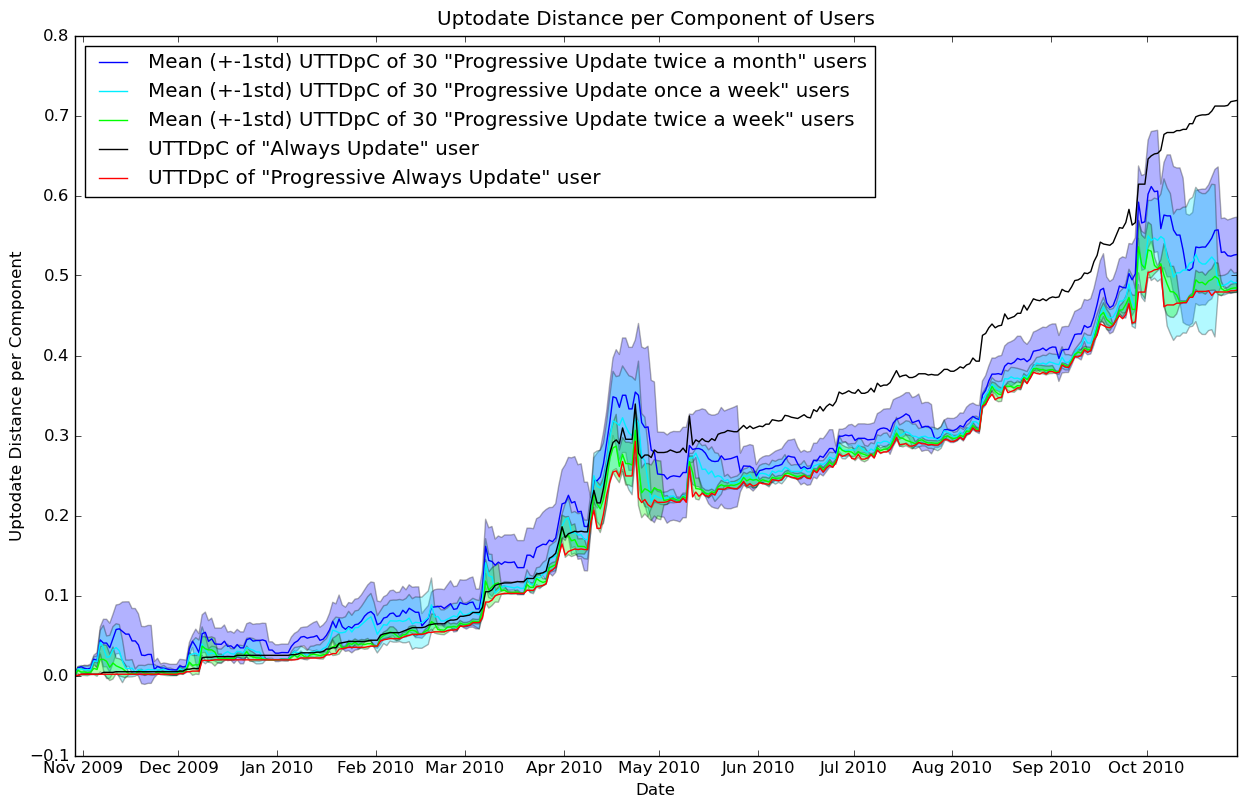 Uptodate Distance per Component of Users
Mean (+-1std) UTTDpC of 30 "Progressive Update twice a month" users
Mean (+-1std) UTTDpC of 30 "Progressive Update once a week" users
Mean (+-1std) UTTDpC of 30 "Progressive Update twice a week" users
UTTDpC of "Always Update" user
UTTDpC of "Progressive Always Update" user
Uptodate Distance per Component
0.8
0.7
0.6
0.5
0.4
0.3
0.2
0.1
0.0
−0.1
Nov 2009 Dec 2009 Jan 2010 Feb 2010 Mar 2010 Apr 2010 May 2010 Jun 2010 Jul 2010 Aug 2010 Sep 2010 Oct 2010
Date